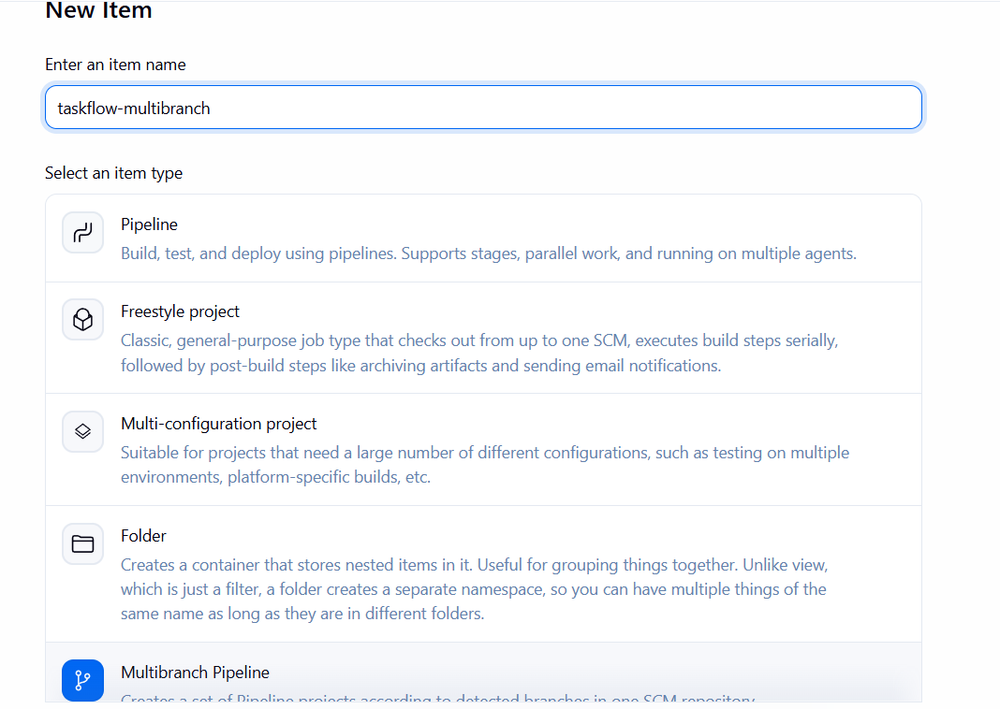 New Item
Enter an item name
taskflow-multibranch
Select an item type
Pipeline
Build, test, and deploy using pipelines. Supports stages, parallel work, and running on multiple agents.
Freestyle project
Classic, general-purpose job type that checks out from up to one SCM, executes build steps serially,
followed by post-build steps like archiving artifacts and sending email notifications.
Multi-configuration project
Suitable for projects that need a large number of different configurations, such as testing on multiple
environments, platform-specific builds, etc.
Folder
Creates a container that stores nested items in it. Useful for grouping things together. Unlike view,
which is just a filter, a folder creates a separate namespace, so you can have multiple things of the
same name as long as they are in different folders.
Multibranch Pipeline
Creates a set of Pipeline projects according to detected branches in one SCM repository.